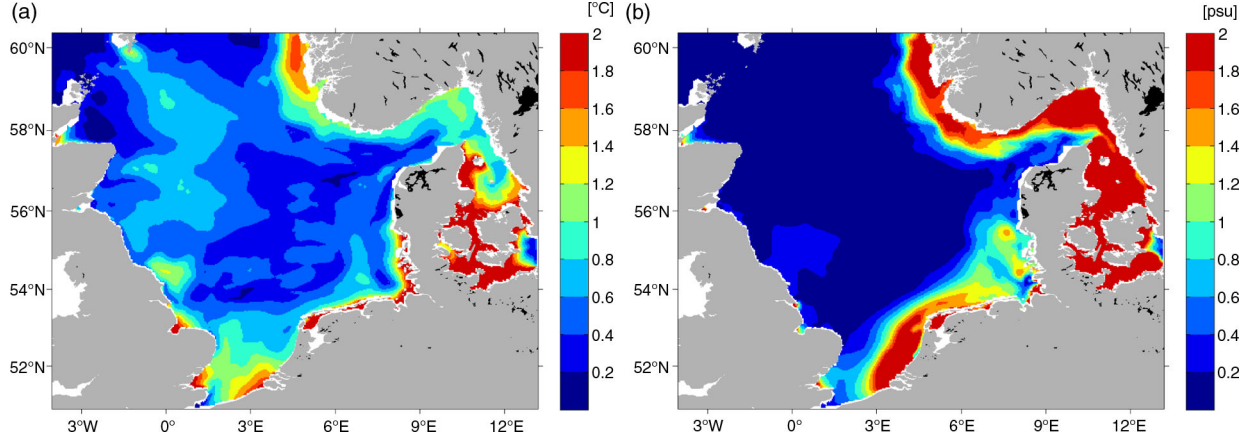 (a) [°C] (b) [psu]
60°N 2 60°N 2
1.8 1.8
58°N 1.6 58°N 1.6
1.4 1.4
1.2 1.2
56°N 1 56°N 1
0.8 0.8
54°N 0.6 54°N 0.6
0.4 0.4
52°N 0.2 52°N 0.2
3°W 0° 3°E 6°E 9°E 12°E 3°W 0° 3°E 6°E 9°E 12°E